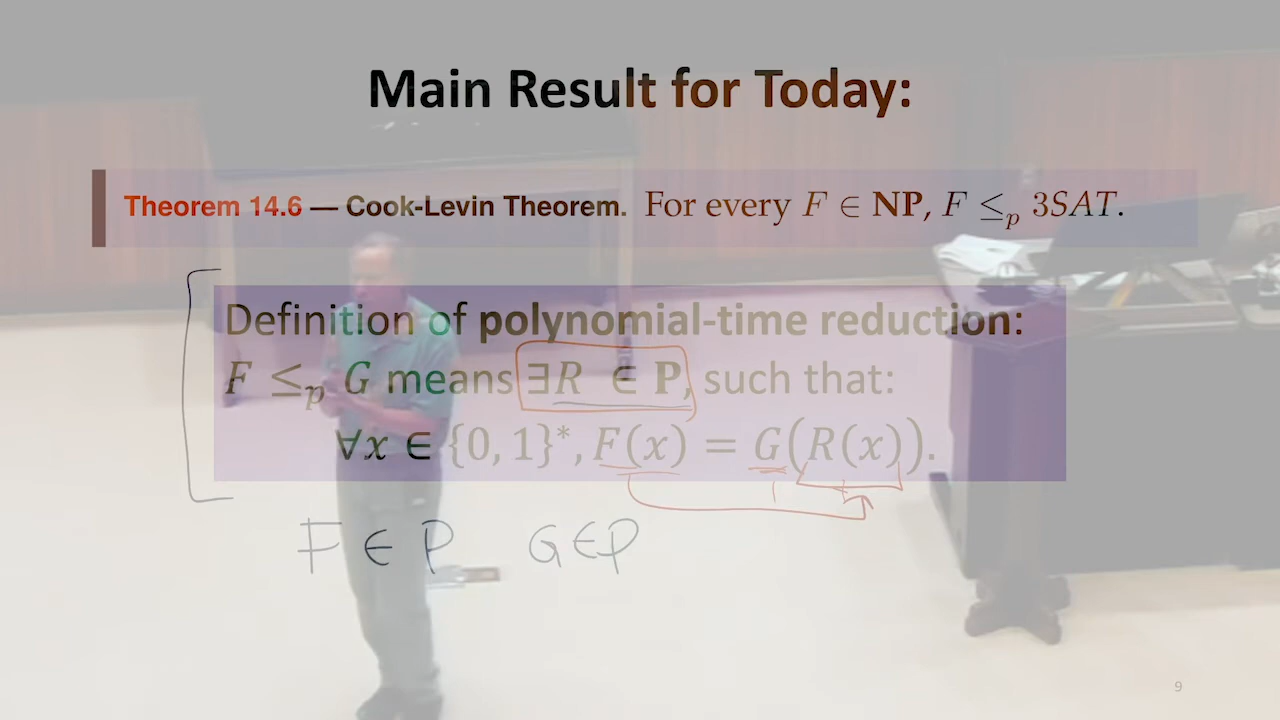 Main Result for Today:
Theorem 14.6 — Cook-Levin Theorem. For every F ∈ NP, F ≤p 3SAT.
Definition of polynomial-time reduction:
F ≤p G means ∃R ∈ P, such that:
∀x ∈ {0, 1}*, F(x) = G(R(x)).
F ∈ P G ∈ P
9